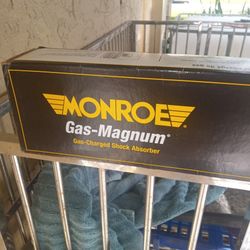 MONROE
Gas-Magnum®
Gas-Charged Shock Absorber